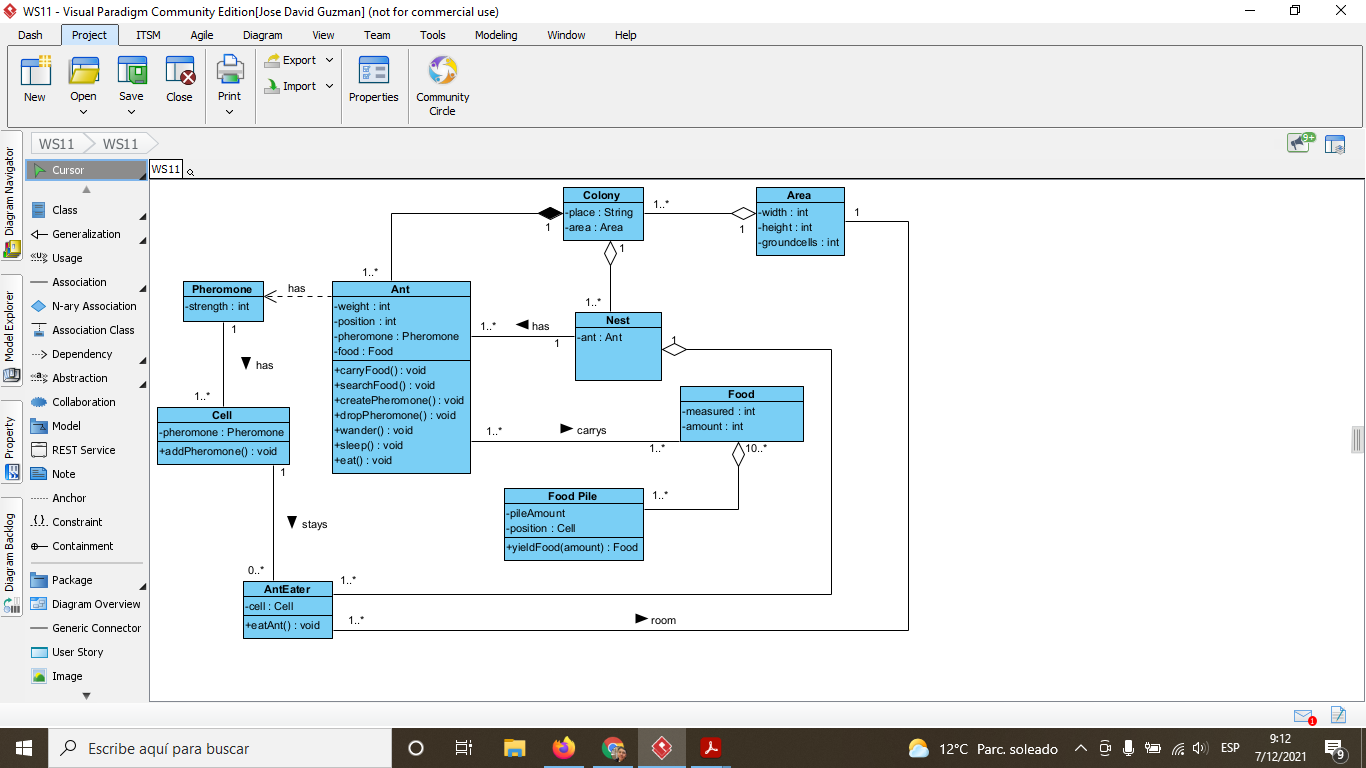 WS11 - Visual Paradigm Community Edition[Jose David Guzman] (not for commercial use)
Dash Project ITSM Agile Diagram View Team Tools Modeling Window Help
New Open Save Close Print
Export
Import
Properties
Community
Circle
WS11 WS11
9+
Diagram Navigator
Model Explorer
Property
Diagram Backlog
Cursor
Class
Generalization
Usage
Association
N-ary Association
Association Class
Dependency
Abstraction
Collaboration
Model
REST Service
Note
Anchor
Constraint
Containment
Package
Diagram Overview
Generic Connector
User Story
Image
WS11
Colony
-place : String
-area : Area
1..*
1
1
Area
-width : int
-height : int
-groundcells : int
1
1
1..*
1..*
Pheromone
-strength : int
has
1
has
1..*
Ant
-weight : int
-position : int
-pheromone : Pheromone
-food : Food
+carryFood() : void
+searchFood() : void
+createPheromone() : void
+dropPheromone() : void
+wander() : void
+sleep() : void
+eat() : void
1..*
has
1
Nest
-ant : Ant
1
Cell
-pheromone : Pheromone
+addPheromone() : void
1
stays
0..*
1..*
carrys
1..*
Food
-measured : int
-amount : int
10..*
1..*
Food Pile
-pileAmount
-position : Cell
+yieldFood(amount) : Food
AntEater
-cell : Cell
+eatAnt() : void
1..*
1..*
room
1
Escribe aquí para buscar
12°C Parc. soleado
ESP
9:12
7/12/2021
9